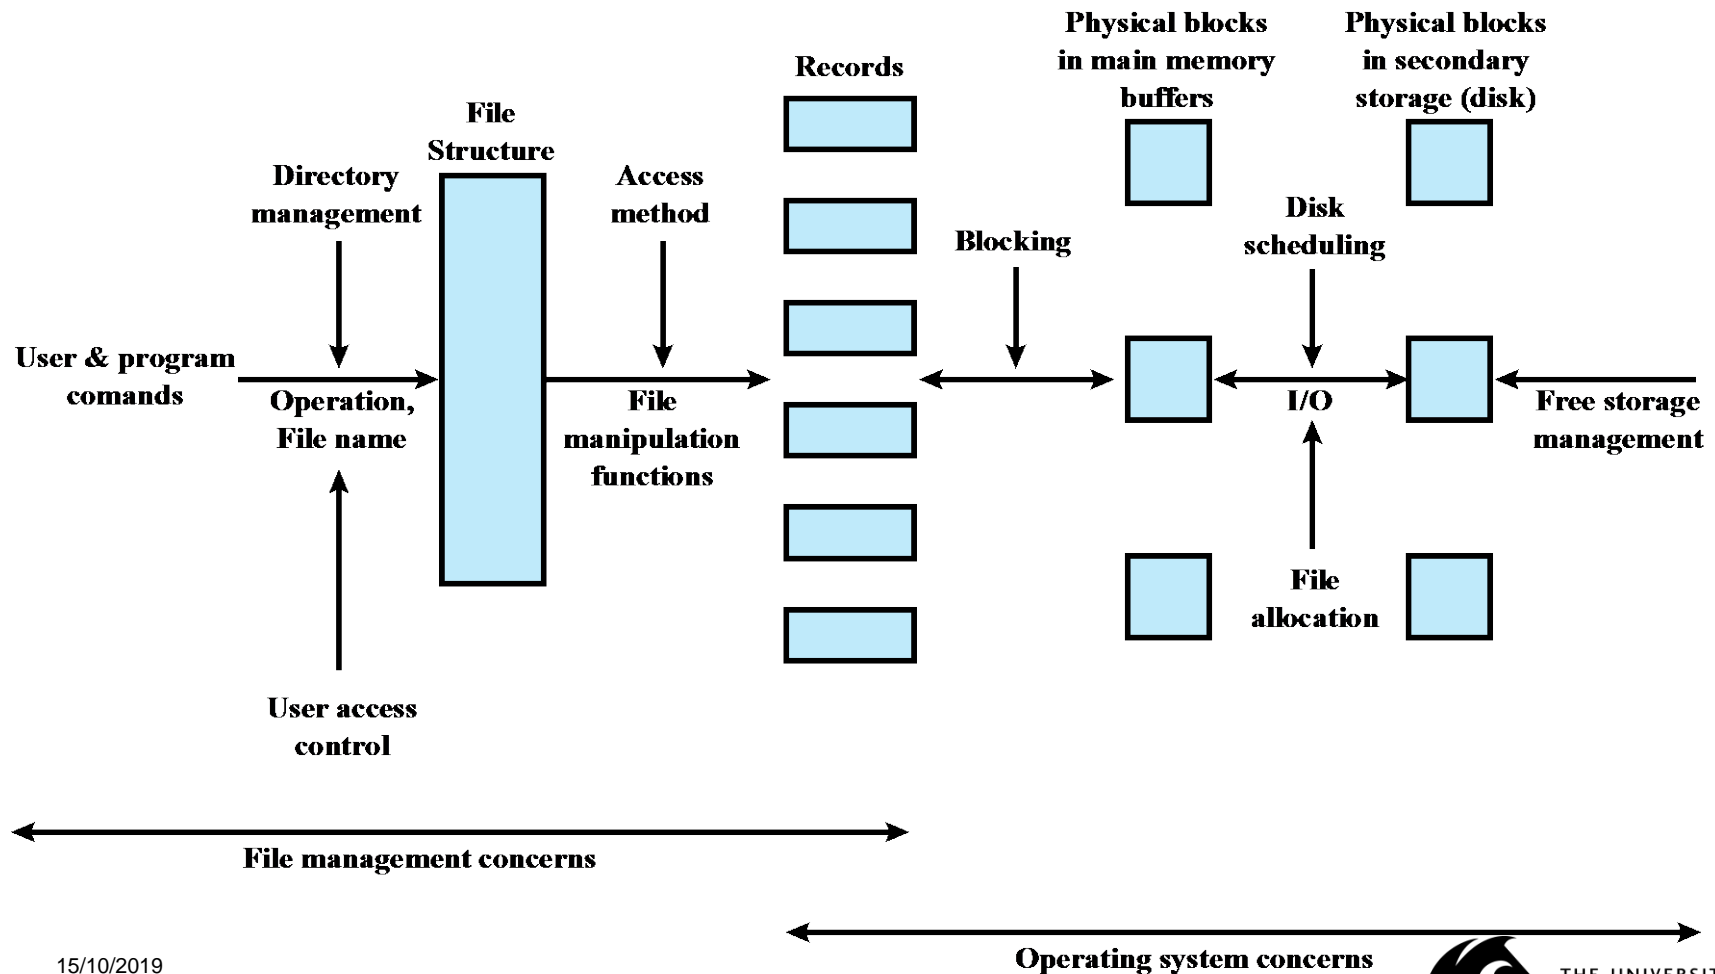 Physical blocks
in main memory
buffers
Physical blocks
in secondary
storage (disk)
Records
File
Structure
Directory
management
Access
method
Disk
scheduling
Blocking
User & program
comands
Operation,
File name
File
manipulation
functions
I/O
Free storage
management
File
allocation
User access
control
File management concerns
Operating system concerns
15/10/2019